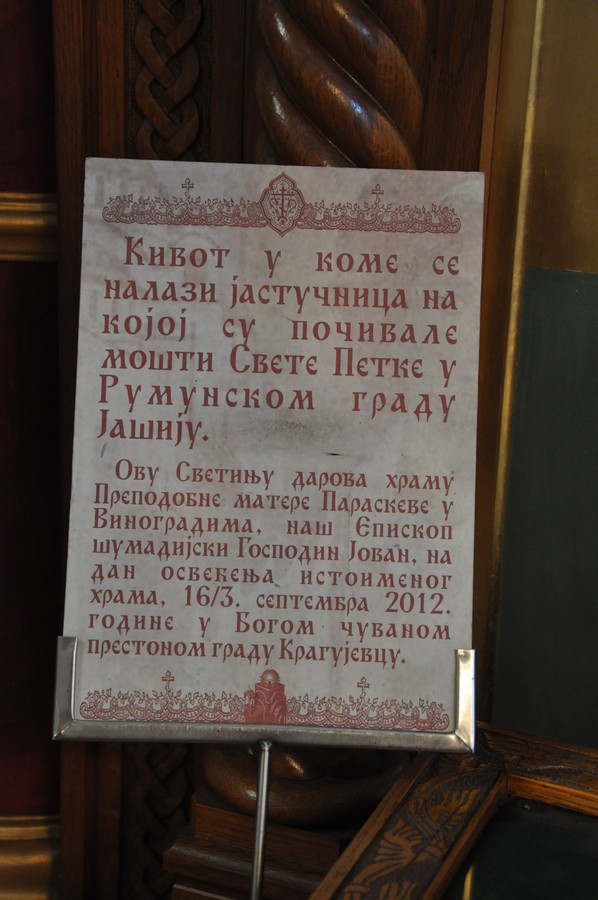 Кивот у коме се
налази јастучница на
којој су почивале
мошти Свете Петке у
Румунском граду
Јашију.
Ову Светињу дарова храму
Преподобне матере Параскеве у
Виноградима, наш Епископ
шумадијски Господин Јован, на
дан освећења истоименог
храма, 16/3. септембра 2012.
године у Богом чуваном
престоном граду Крагујевцу.